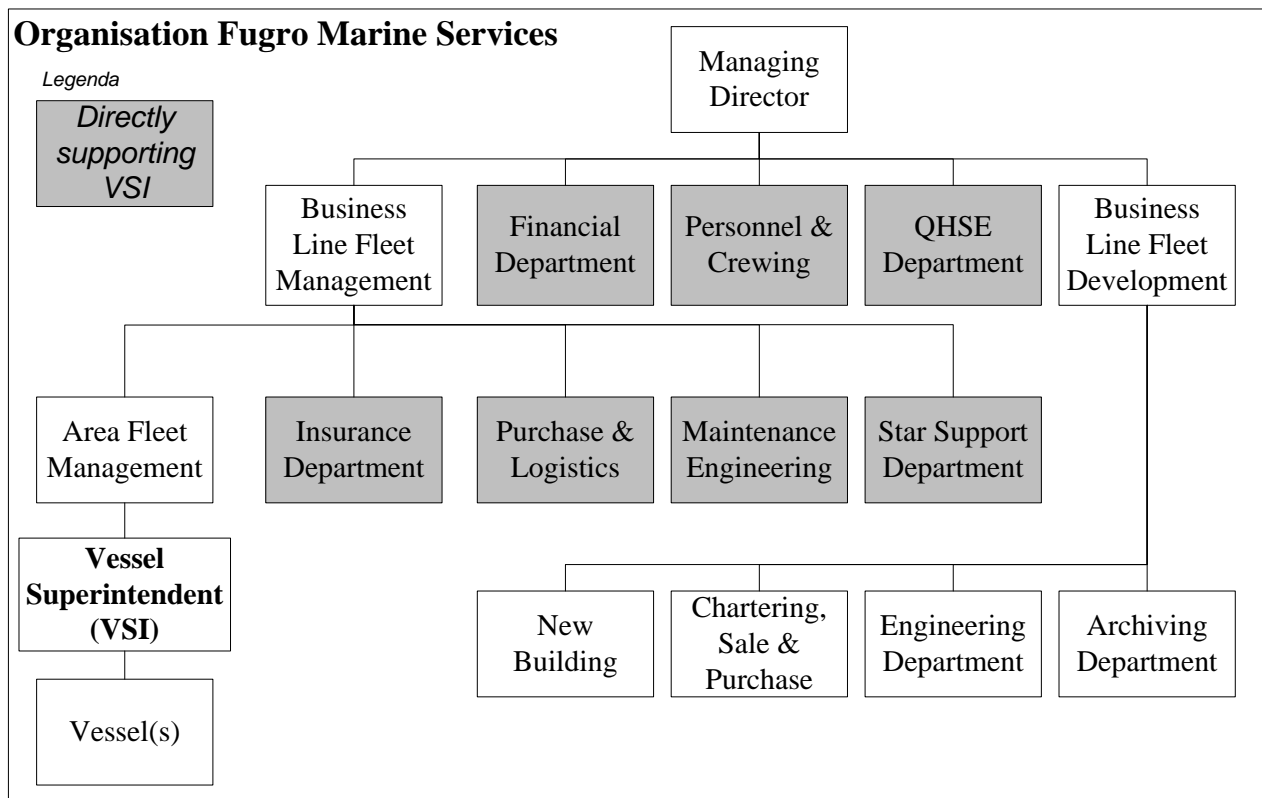 Organisation Fugro Marine Services
Legenda
Directly
supporting
VSI
Managing
Director
Business
Line Fleet
Management
Financial
Department
Personnel &
Crewing
QHSE
Department
Business
Line Fleet
Development
Area Fleet
Management
Insurance
Department
Purchase &
Logistics
Maintenance
Engineering
Star Support
Department
Vessel
Superintendent
(VSI)
New
Building
Chartering,
Sale &
Purchase
Engineering
Department
Archiving
Department
Vessel(s)